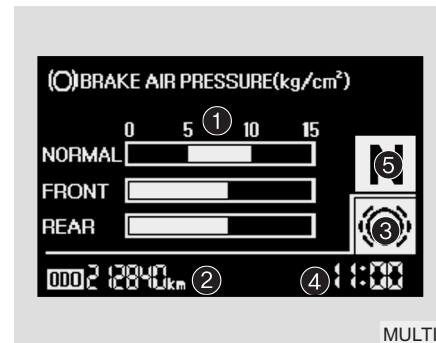 (O) BRAKE AIR PRESSURE(kg/cm²)
0 5 ① 10 15
NORMAL
FRONT
REAR
N ⑤
③
ODO 212840km ②
④ 11:00
MULTI